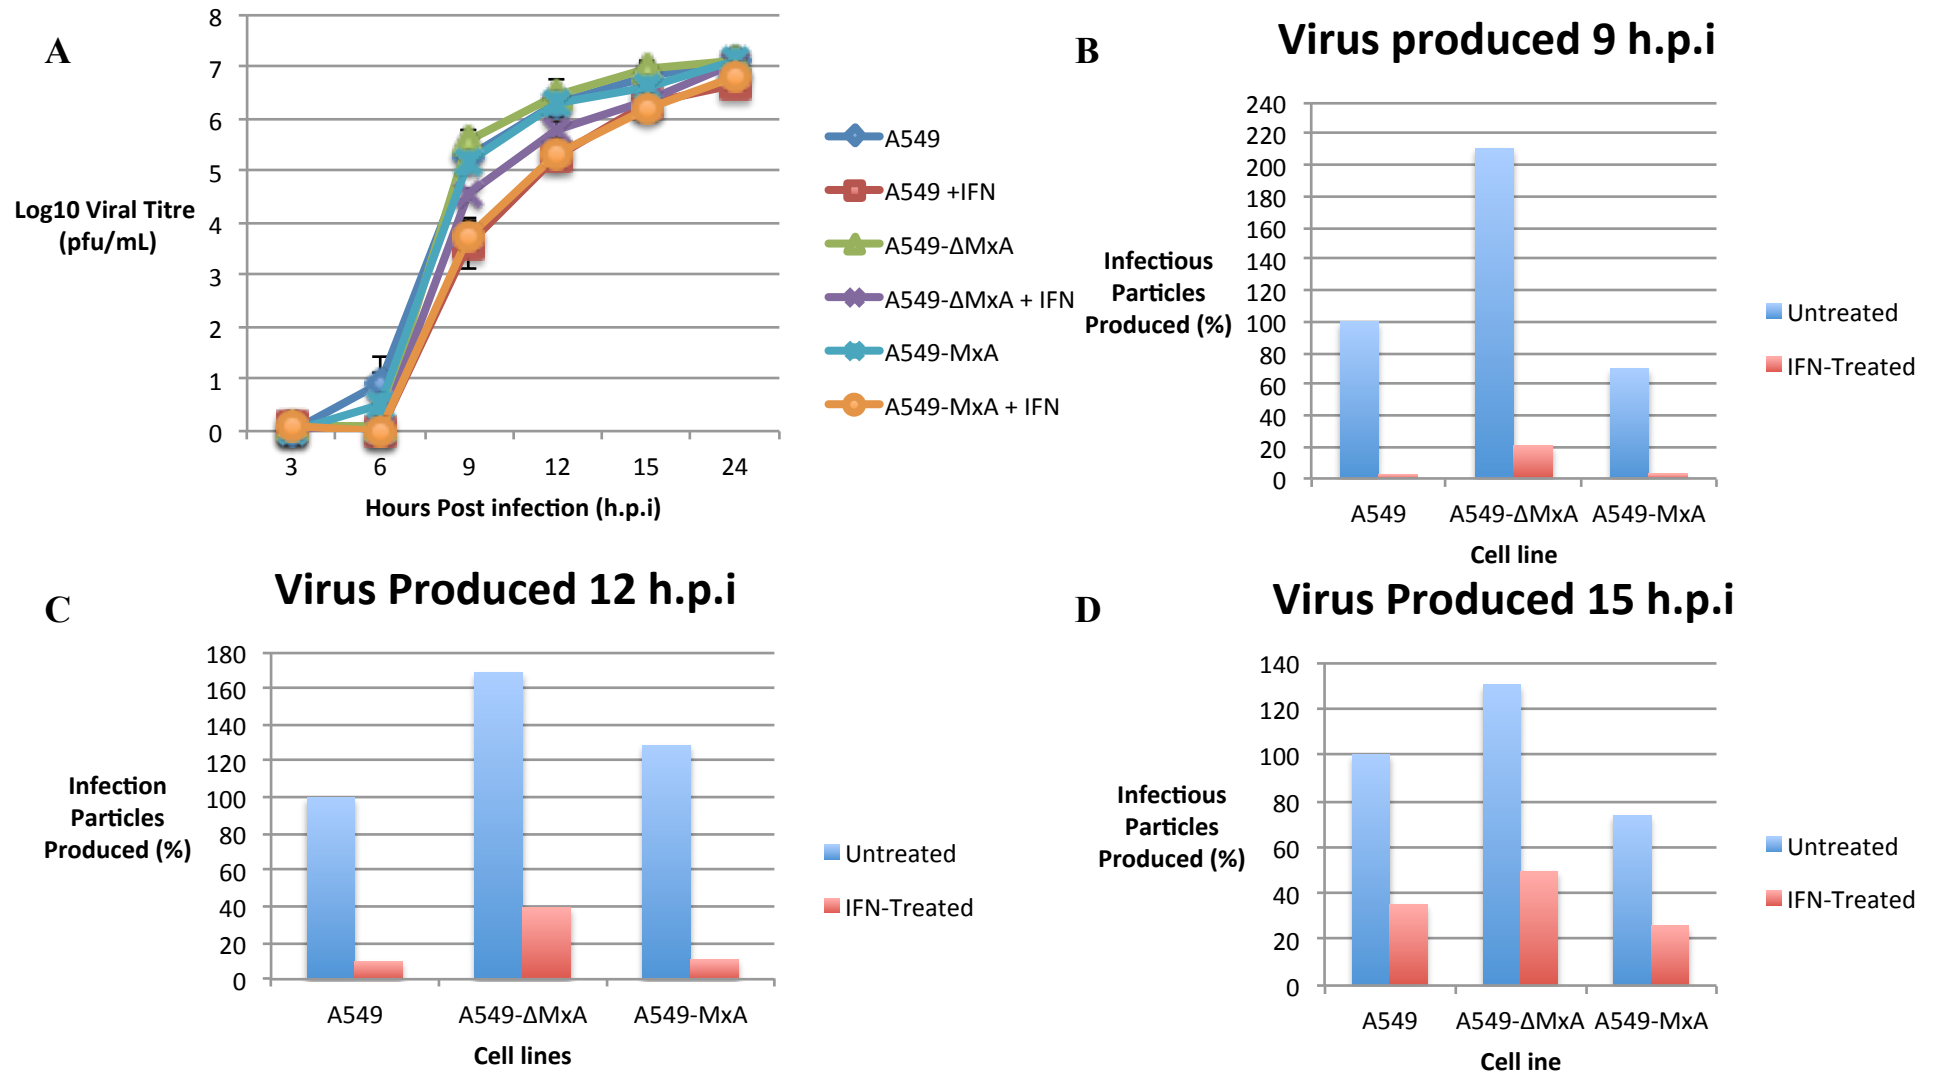 A
8
7
6
5
4
3
2
1
0
Log10 Viral Titre
(pfu/mL)
3 6 9 12 15 24
Hours Post infection (h.p.i)
A549
A549 +IFN
A549-ΔMxA
A549-ΔMxA + IFN
A549-MxA
A549-MxA + IFN
B
Virus produced 9 h.p.i
240
220
200
180
160
140
120
100
80
60
40
20
0
Infectious
Particles
Produced (%)
A549 A549-ΔMxA A549-MxA
Cell line
Untreated
IFN-Treated
C
Virus Produced 12 h.p.i
180
160
140
120
100
80
60
40
20
0
Infection
Particles
Produced (%)
A549 A549-ΔMxA A549-MxA
Cell lines
Untreated
IFN-Treated
D
Virus Produced 15 h.p.i
140
120
100
80
60
40
20
0
Infectious
Particles
Produced (%)
A549 A549-ΔMxA A549-MxA
Cell ine
Untreated
IFN-Treated